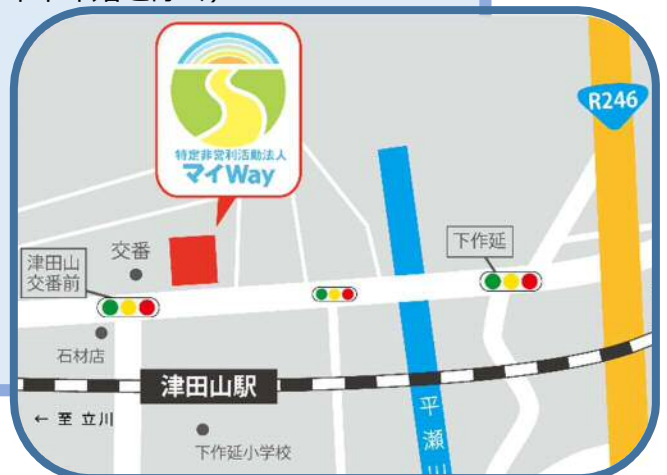 R246
特定非営利活動法人
マイWay
下作延
交番
津田山
交番前
石材店
津田山駅
← 至 立川
平瀬川
下作延小学校